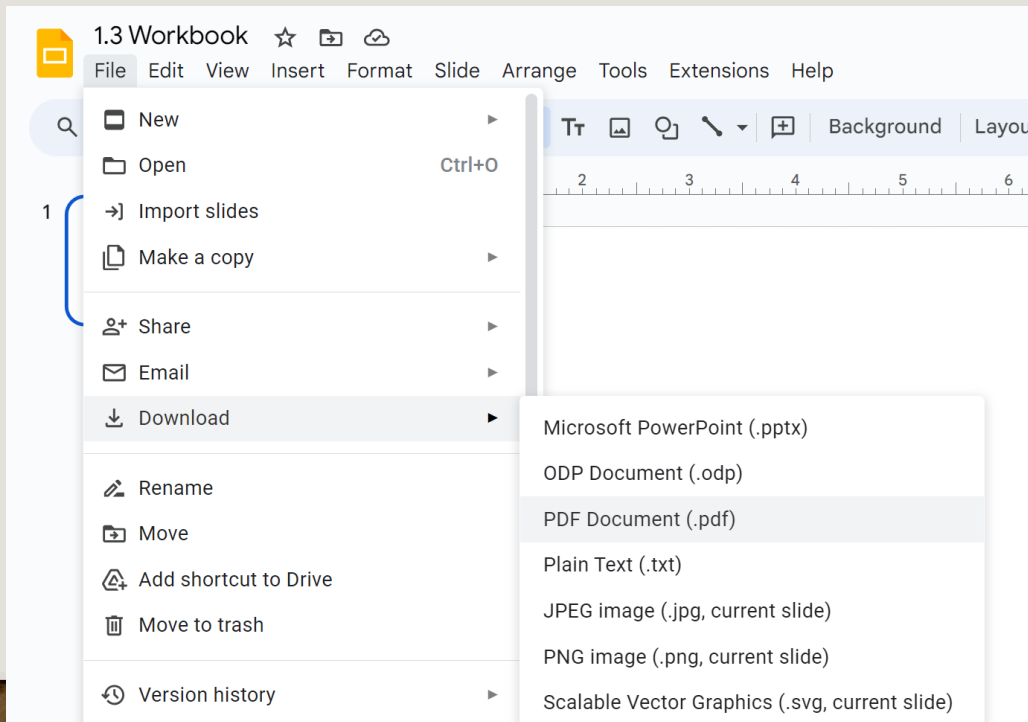 1.3 Workbook
File Edit View Insert Format Slide Arrange Tools Extensions Help
New
Open Ctrl+O
Import slides
Make a copy
Share
Email
Download
Rename
Move
Add shortcut to Drive
Move to trash
Version history
Microsoft PowerPoint (.pptx)
ODP Document (.odp)
PDF Document (.pdf)
Plain Text (.txt)
JPEG image (.jpg, current slide)
PNG image (.png, current slide)
Scalable Vector Graphics (.svg, current slide)
Tт Background Layou
2 3 4 5 6
1